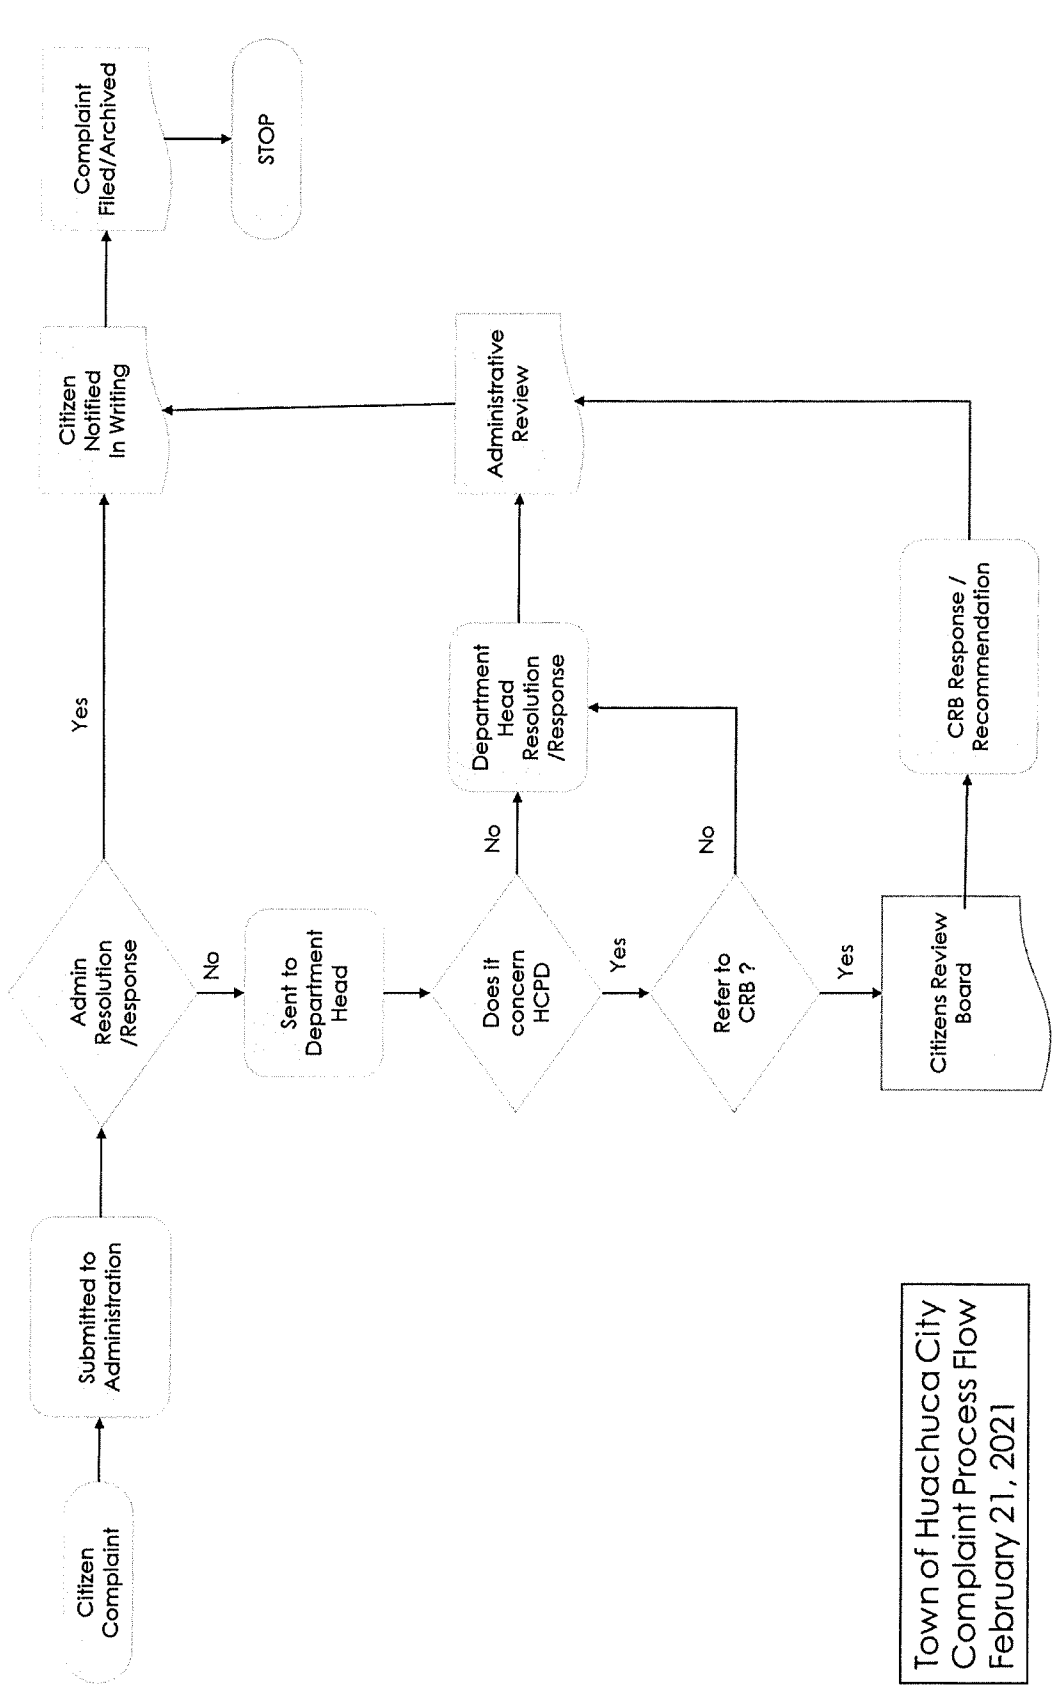 Citizen
Complaint
Submitted to
Administration
Admin
Resolution
/Response
Yes
Citizen
Notified
In Writing
Complaint
Filed/Archived
STOP
No
Sent to
Department
Head
Does it
concern
HCPD
No
Department
Head
Resolution
/Response
Administrative
Review
Yes
Refer to
CRB ?
No
Yes
Citizens Review
Board
CRB Response /
Recommendation
Town of Huachuca City
Complaint Process Flow
February 21, 2021